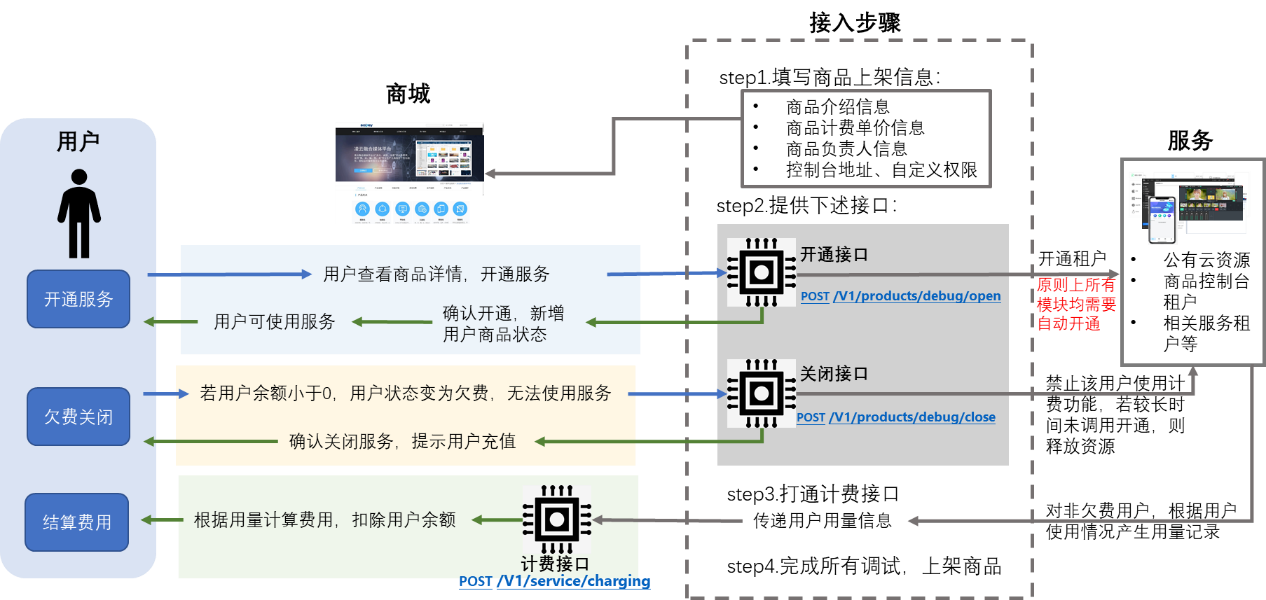 接入步骤
商城
用户
服务
step1.填写商品上架信息：
• 商品介绍信息
• 商品计费单价信息
• 商品负责人信息
• 控制台地址、自定义权限
step2.提供下述接口：
开通服务
用户查看商品详情，开通服务
开通接口
POST /V1/products/debug/open
用户可使用服务
确认开通，新增
用户商品状态
开通租户
原则上所有
模块均需要
自动开通
• 公有云资源
• 商品控制台
租户
• 相关服务租
户等
欠费关闭
若用户余额小于0，用户状态变为欠费，无法使用服务
关闭接口
POST /V1/products/debug/close
确认关闭服务，提示用户充值
禁止该用户使用计
费功能，若较长时
间未调用开通，则
释放资源
结算费用
根据用量计算费用，扣除用户余额
计费接口
POST /V1/service/charging
step3.打通计费接口
传递用户用量信息
对非欠费用户，根据用户
使用情况产生用量记录
step4.完成所有调试，上架商品